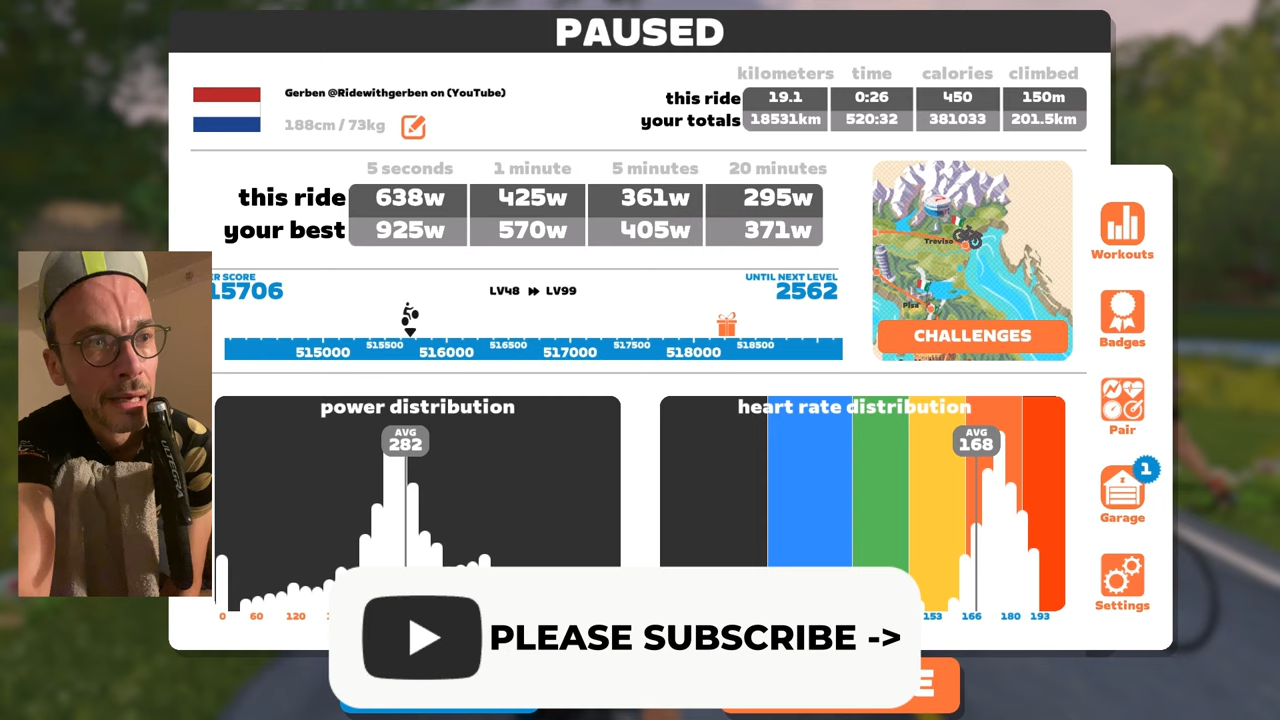 PAUSED
Gerben @Ridewithgerben on (YouTube)
188cm / 73kg
kilometers time calories climbed
this ride 19.1 0:26 450 150m
your totals 18531km 520:32 381033 201.5km
5 seconds 1 minute 5 minutes 20 minutes
this ride 638w 425w 361w 295w
your best 925w 570w 405w 371w
Treviso
Pisa
CHALLENGES
SCORE
15706
LV48 LV99
UNTIL NEXT LEVEL
2562
515000 515500 516000 516500 517000 517500 518000 518500
power distribution
AVG
282
0 60 120
heart rate distribution
AVG
168
153 166 180 193
Workouts
Badges
Pair
1
Garage
Settings
PLEASE SUBSCRIBE ->
E
ULTEGRA